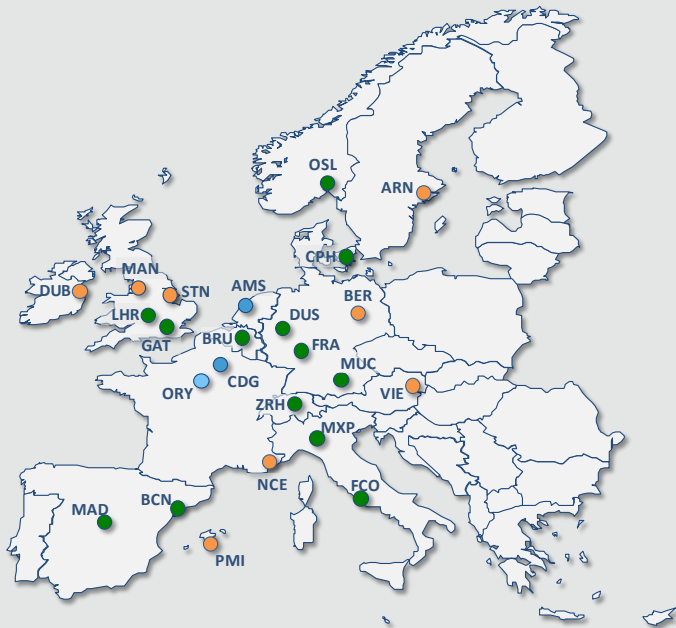 OSL
ARN
CPH
MAN
DUB
STN
AMS
BER
LHR
DUS
GAT
BRU
FRA
MUC
CDG
ORY
VIE
ZRH
MXP
NCE
FCO
BCN
MAD
PMI